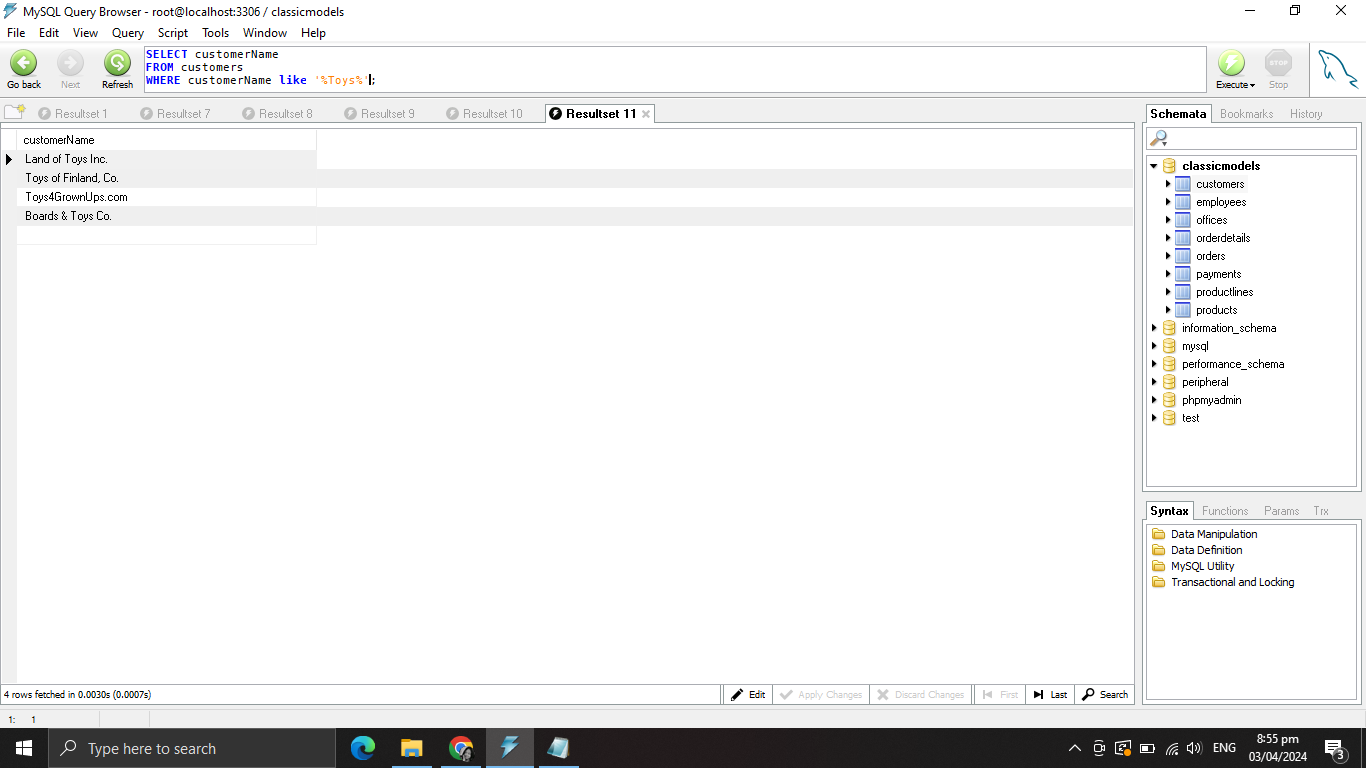 MySQL Query Browser - root@localhost:3306 / classicmodels
File Edit View Query Script Tools Window Help
Go back Next Refresh
SELECT customerName
FROM customers
WHERE customerName like '%Toys%';
Execute STOP Stop
Resultset 1 Resultset 7 Resultset 8 Resultset 9 Resultset 10 Resultset 11
customerName
Land of Toys Inc.
Toys of Finland, Co.
Toys4GrownUps.com
Boards & Toys Co.
4 rows fetched in 0.0030s (0.0007s)
Edit Apply Changes Discard Changes First Last Search
1: 1
Schemata Bookmarks History
classicmodels
customers
employees
offices
orderdetails
orders
payments
productlines
products
information_schema
mysql
performance_schema
peripheral
phpmyadmin
test
Syntax Functions Params Trx
Data Manipulation
Data Definition
MySQL Utility
Transactional and Locking
Type here to search
ENG
8:55 pm
03/04/2024
3